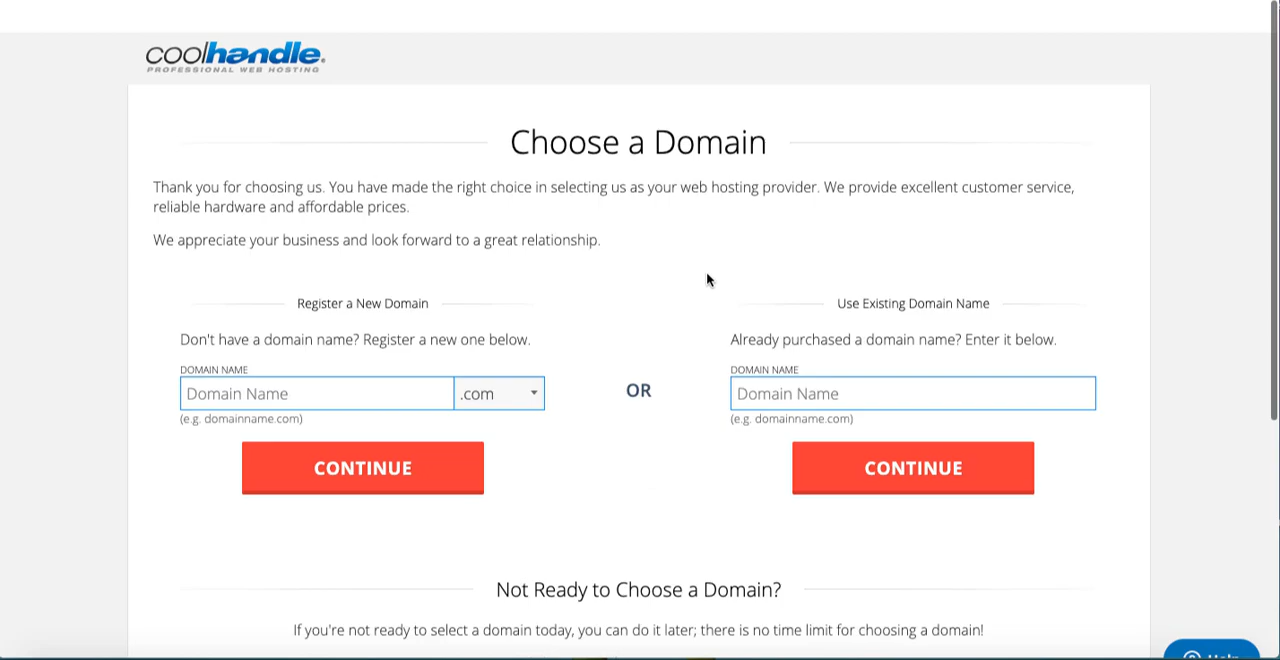 coolhandle.
PROFESSIONAL WEB HOSTING
Choose a Domain
Thank you for choosing us. You have made the right choice in selecting us as your web hosting provider. We provide excellent customer service,
reliable hardware and affordable prices.
We appreciate your business and look forward to a great relationship.
Register a New Domain
Don't have a domain name? Register a new one below.
DOMAIN NAME
Domain Name .com
(e.g. domainname.com)
CONTINUE
OR
Use Existing Domain Name
Already purchased a domain name? Enter it below.
DOMAIN NAME
Domain Name
(e.g. domainname.com)
CONTINUE
Not Ready to Choose a Domain?
If you're not ready to select a domain today, you can do it later; there is no time limit for choosing a domain!
Help